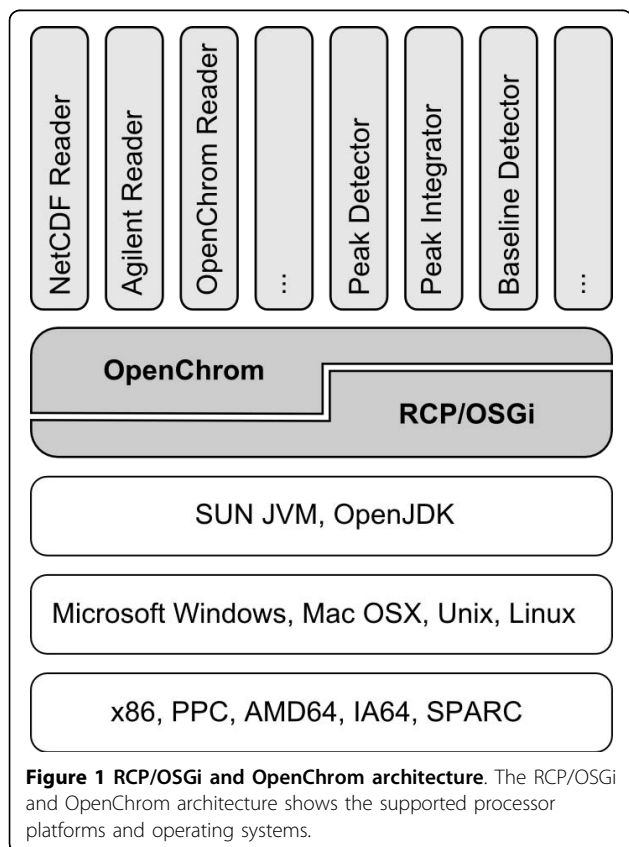 NetCDF Reader
Agilent Reader
OpenChrom Reader
...
Peak Detector
Peak Integrator
Baseline Detector
...
OpenChrom
RCP/OSGi
SUN JVM, OpenJDK
Microsoft Windows, Mac OSX, Unix, Linux
x86, PPC, AMD64, IA64, SPARC
Figure 1 RCP/OSGi and OpenChrom architecture. The RCP/OSGi
and OpenChrom architecture shows the supported processor
platforms and operating systems.